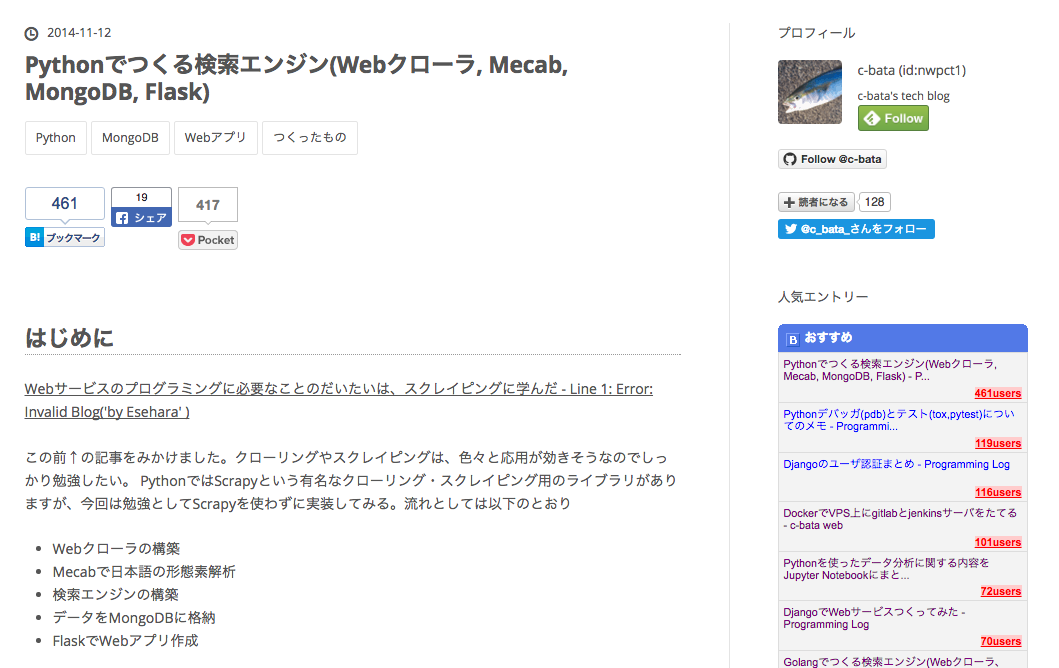 2014-11-12
Pythonでつくる検索エンジン(Webクローラ, Mecab,
MongoDB, Flask)
Python
MongoDB
Webアプリ
つくったもの
461
B! ブックマーク
19
シェア
417
Pocket
はじめに
Webサービスのプログラミングに必要なことのだいたいは、スクレイピングに学んだ - Line 1: Error:
Invalid Blog('by Esehara' )
この前↑の記事をみかけました。クローリングやスクレイピングは、色々と応用が効きそうなのでしっ
かり勉強したい。 PythonではScrapyという有名なクローリング・スクレイピング用のライブラリがあり
ますが、今回は勉強としてScrapyを使わずに実装してみる。流れとしては以下のとおり
• Webクローラの構築
• Mecabで日本語の形態素解析
• 検索エンジンの構築
• データをMongoDBに格納
• FlaskでWebアプリ作成
プロフィール
c-bata (id:nwpct1)
c-bata's tech blog
Follow
Follow @c-bata
読者になる
128
@c_bata_さんをフォロー
人気エントリー
B おすすめ
Pythonでつくる検索エンジン(Webクローラ,
Mecab, MongoDB, Flask) - P...
461users
Pythonデバッガ(pdb)とテスト(tox,pytest)につい
てのメモ - Programmi...
119users
Djangoのユーザ認証まとめ - Programming Log
116users
DockerでVPS上にgitlabとjenkinsサーバをたてる
- c-bata web
101users
Pythonを使ったデータ分析に関する内容を
Jupyter Notebookにまと...
72users
DjangoでWebサービスつくってみた -
Programming Log
70users
Golangでつくる検索エンジン(Webクローラ、